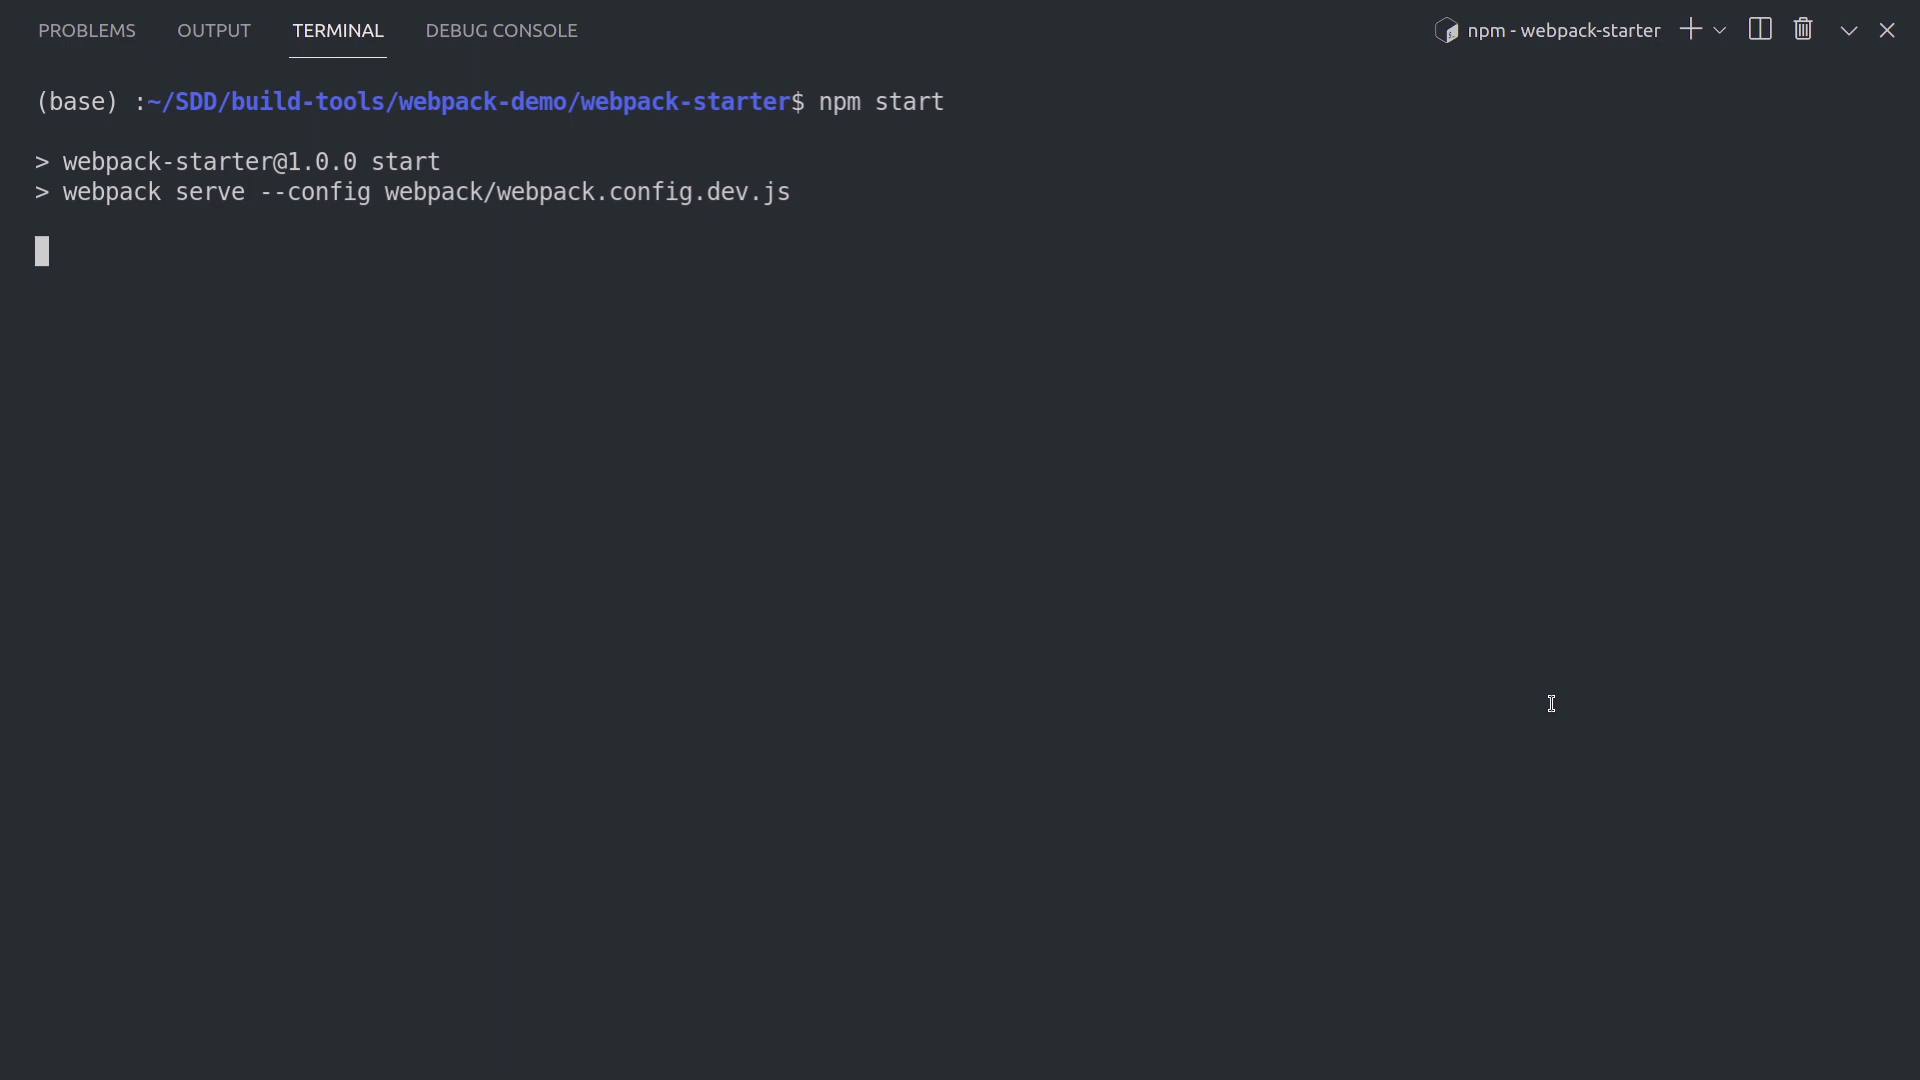 PROBLEMS OUTPUT TERMINAL DEBUG CONSOLE npm - webpack-starter
(base) :~/SDD/build-tools/webpack-demo/webpack-starter$ npm start
> webpack-starter@1.0.0 start
> webpack serve --config webpack/webpack.config.dev.js